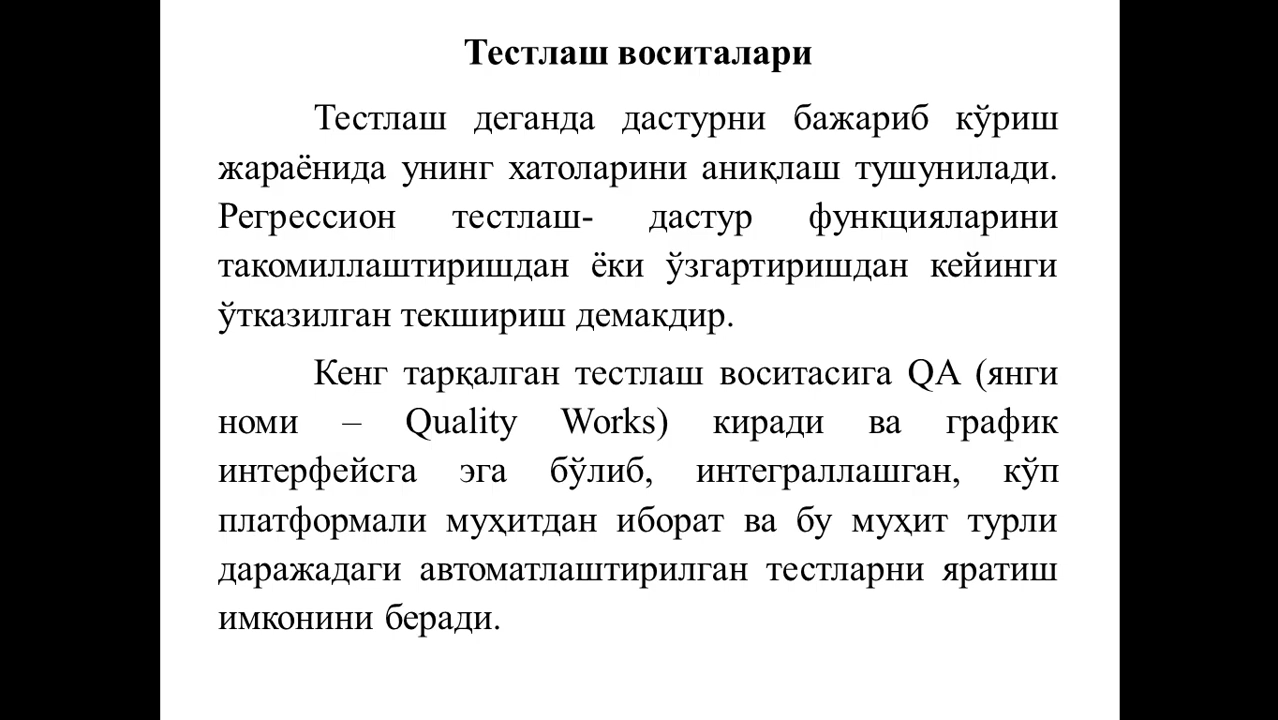 Тестлаш воситалари
Тестлаш деганда дастурни бажариб кўриш
жараёнида унинг хатоларини аниқлаш тушунилади.
Регрессион тестлаш- дастур функцияларини
такомиллаштиришдан ёки ўзгартиришдан кейинги
ўтказилган текшириш демакдир.
Кенг тарқалган тестлаш воситасига QA (янги
номи – Quality Works) киради ва график
интерфейсга эга бўлиб, интеграллашган, кўп
платформали муҳитдан иборат ва бу муҳит турли
даражадаги автоматлаштирилган тестларни яратиш
имконини беради.